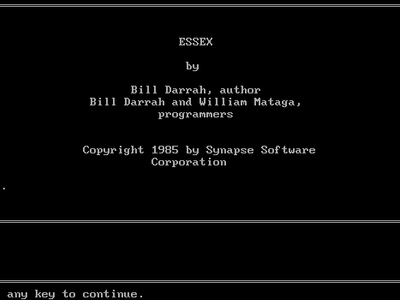 ESSEX
by
Bill Darrah, author
Bill Darrah and William Mataga,
programmers
Copyright 1985 by Synapse Software
Corporation
.
any key to continue.